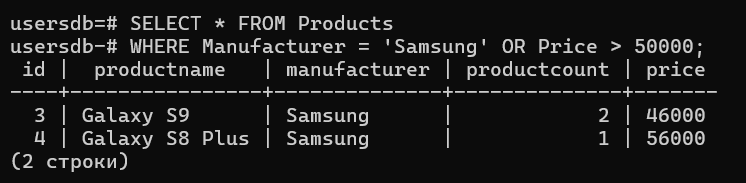 usersdb=# SELECT * FROM Products
usersdb-# WHERE Manufacturer = 'Samsung' OR Price > 50000;
 id |  productname   | manufacturer | productcount | price
----+----------------+--------------+--------------+-------
  3 | Galaxy S9      | Samsung      |            2 | 46000
  4 | Galaxy S8 Plus | Samsung      |            1 | 56000
(2 строки)